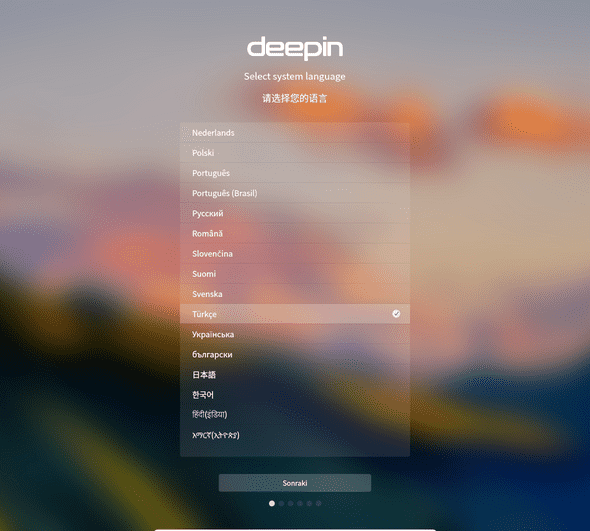 deepin
Select system language
请选择您的语言
Nederlands
Polski
Português
Português (Brasil)
Русский
Română
Slovenčina
Suomi
Svenska
Türkçe
Українська
български
日本語
한국어
हिंदी(इंडिया)
አማርኛ(ኢትዮጵያ)
Sonraki